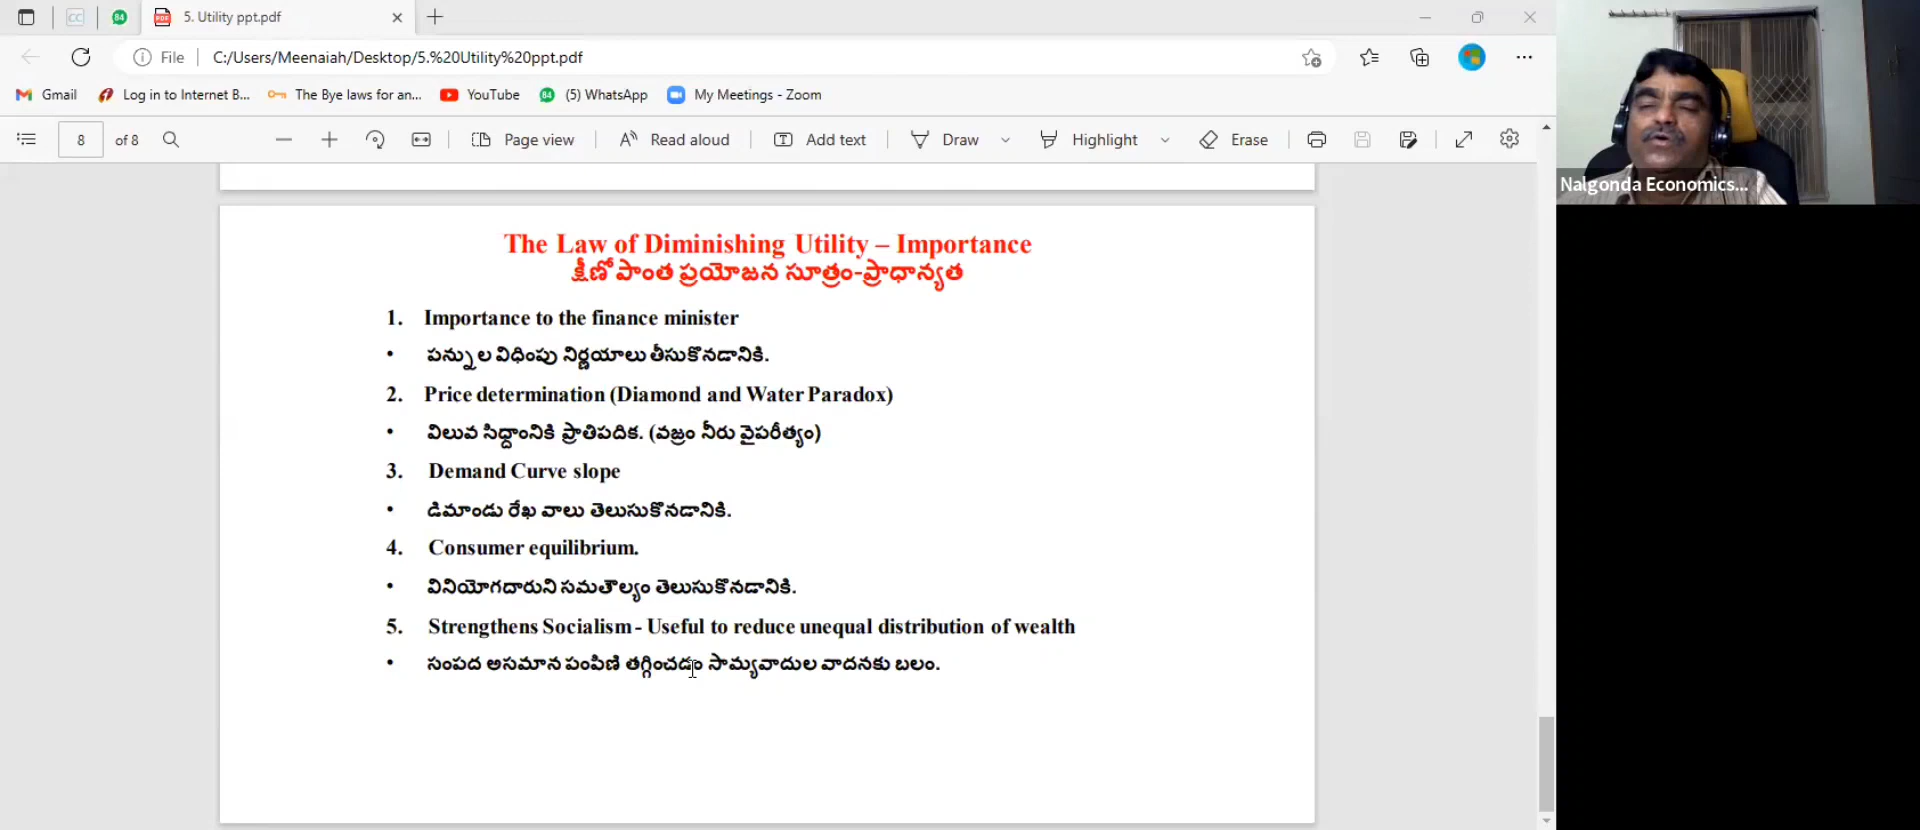 CC
84
5. Utility ppt.pdf
File
C:/Users/Meenaiah/Desktop/5.%20Utility%20ppt.pdf
Gmail
Log in to Internet B...
The Bye laws for an...
YouTube
84
(5) WhatsApp
My Meetings - Zoom
8
of 8
Page view
Read aloud
Add text
Draw
Highlight
Erase
Nalgonda Economics...
The Law of Diminishing Utility – Importance
క్షీణోపాంత ప్రయోజన సూత్రం-ప్రాధాన్యత
1. Importance to the finance minister
• పన్నుల విధింపు నిర్ణయాలు తీసుకొనడానికి.
2. Price determination (Diamond and Water Paradox)
• విలువ సిద్ధాంనికి ప్రాతిపదిక. (వజ్రం నీరు వైపరీత్యం)
3. Demand Curve slope
• డిమాండు రేఖ వాలు తెలుసుకొనడానికి.
4. Consumer equilibrium.
• వినియోగదారుని సమతౌల్యం తెలుసుకొనడానికి.
5. Strengthens Socialism - Useful to reduce unequal distribution of wealth
• సంపద అసమాన పంపిణి తగ్గించడం సామ్యవాదుల వాదనకు బలం.